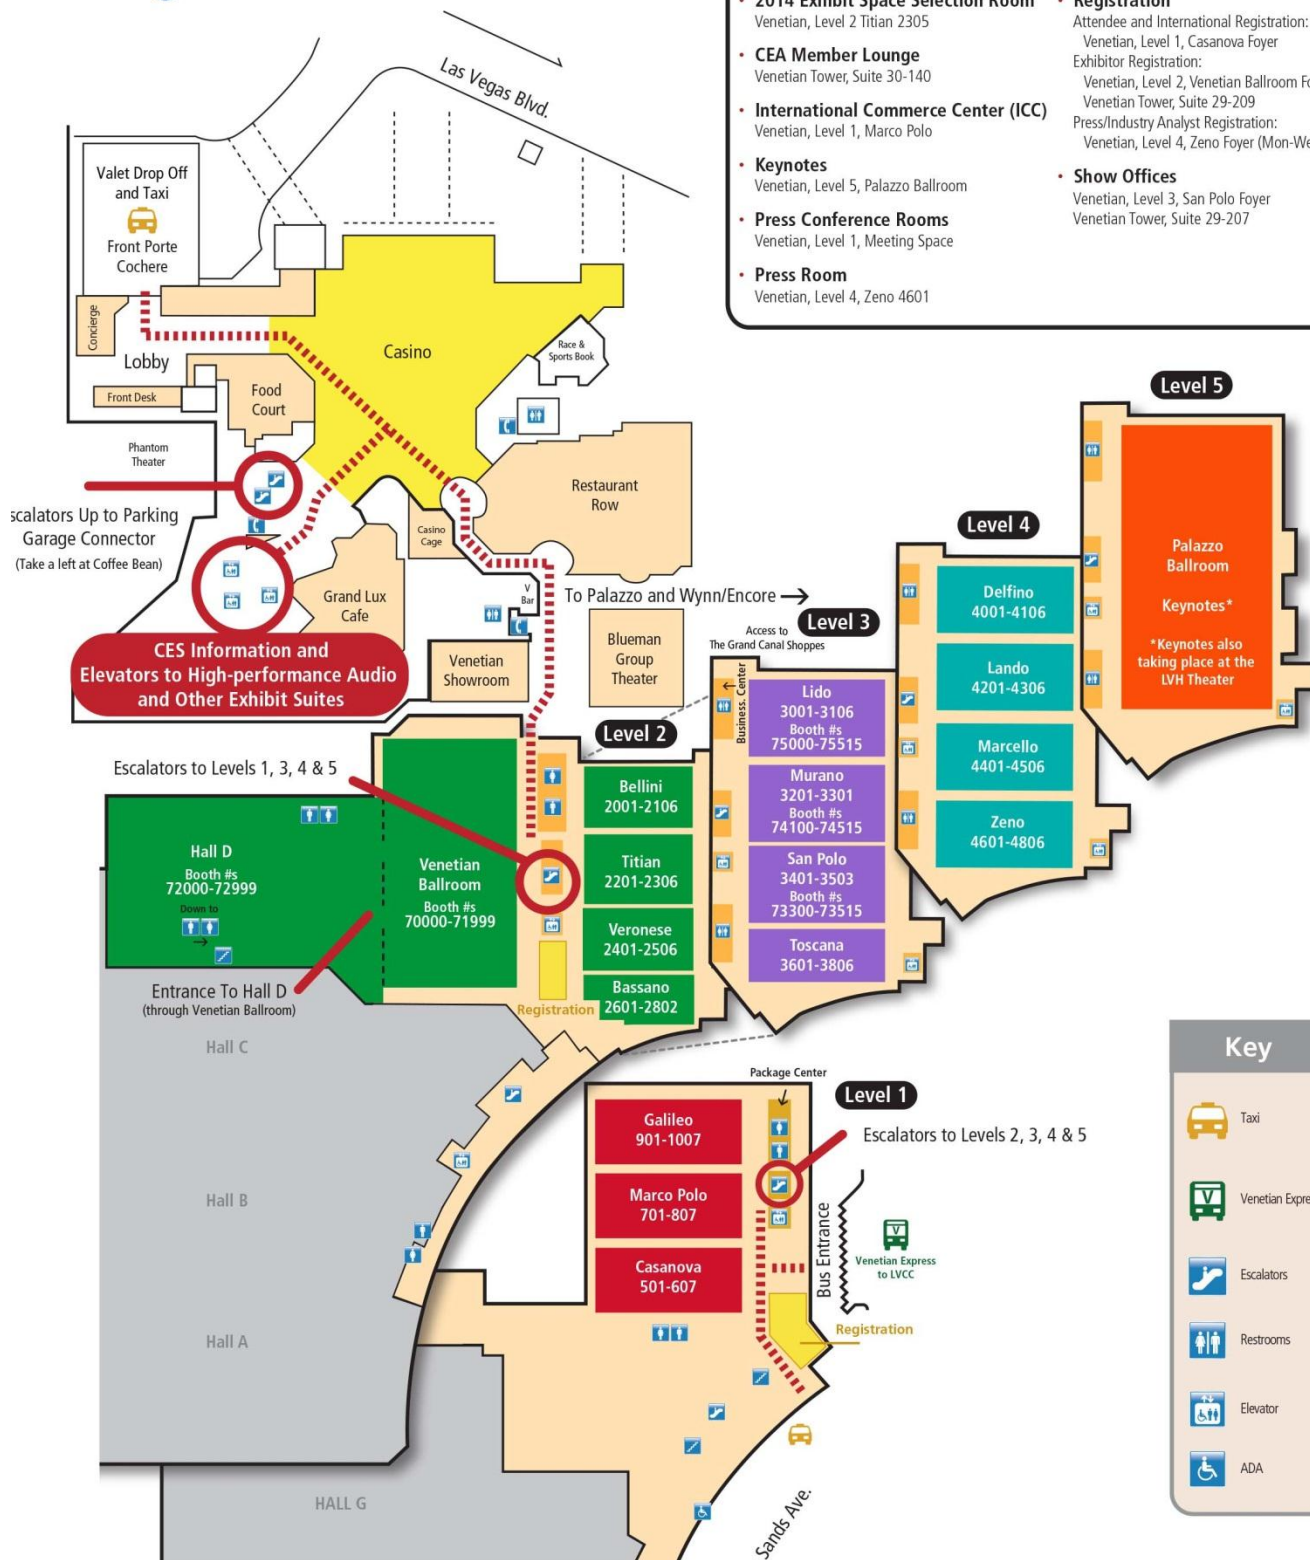 2014 Exhibit Space Selection Room
Venetian, Level 2 Titian 2305
CEA Member Lounge
Venetian Tower, Suite 30-140
International Commerce Center (ICC)
Venetian, Level 1, Marco Polo
Keynotes
Venetian, Level 5, Palazzo Ballroom
Press Conference Rooms
Venetian, Level 1, Meeting Space
Press Room
Venetian, Level 4, Zeno 4601
Registration
Attendee and International Registration:
Venetian, Level 1, Casanova Foyer
Exhibitor Registration:
Venetian, Level 2, Venetian Ballroom Fo
Venetian Tower, Suite 29-209
Press/Industry Analyst Registration:
Venetian, Level 4, Zeno Foyer (Mon-We
Show Offices
Venetian, Level 3, San Polo Foyer
Venetian Tower, Suite 29-207
Las Vegas Blvd.
Valet Drop Off
and Taxi
Front Porte
Cochere
Concierge
Lobby
Front Desk
Food
Court
Casino
Race &
Sports Book
Phantom
Theater
scalators Up to Parking
Garage Connector
(Take a left at Coffee Bean)
Restaurant
Row
Casino
Cage
Grand Lux
Cafe
V
Bar
To Palazzo and Wynn/Encore →
CES Information and
Elevators to High-performance Audio
and Other Exhibit Suites
Venetian
Showroom
Blueman
Group
Theater
Level 5
Palazzo
Ballroom
Keynotes*
*Keynotes also
taking place at the
LVH Theater
Level 4
Delfino
4001-4106
Lando
4201-4306
Marcello
4401-4506
Zeno
4601-4806
Level 3
Access to
The Grand Canal Shoppes
Business. Center
Lido
3001-3106
Booth #s
75000-75515
Murano
3201-3301
Booth #s
74100-74515
San Polo
3401-3503
Booth #s
73300-73515
Toscana
3601-3806
Level 2
Escalators to Levels 1, 3, 4 & 5
Bellini
2001-2106
Titian
2201-2306
Veronese
2401-2506
Bassano
2601-2802
Registration
Venetian
Ballroom
Booth #s
70000-71999
Hall D
Booth #s
72000-72999
Down to
Entrance To Hall D
(through Venetian Ballroom)
Hall C
Hall B
Hall A
HALL G
Package Center
Level 1
Escalators to Levels 2, 3, 4 & 5
Galileo
901-1007
Marco Polo
701-807
Casanova
501-607
Bus Entrance
Venetian Express
to LVCC
Registration
Sands Ave.
Key
Taxi
V
Venetian Expre
Escalators
Restrooms
Elevator
ADA